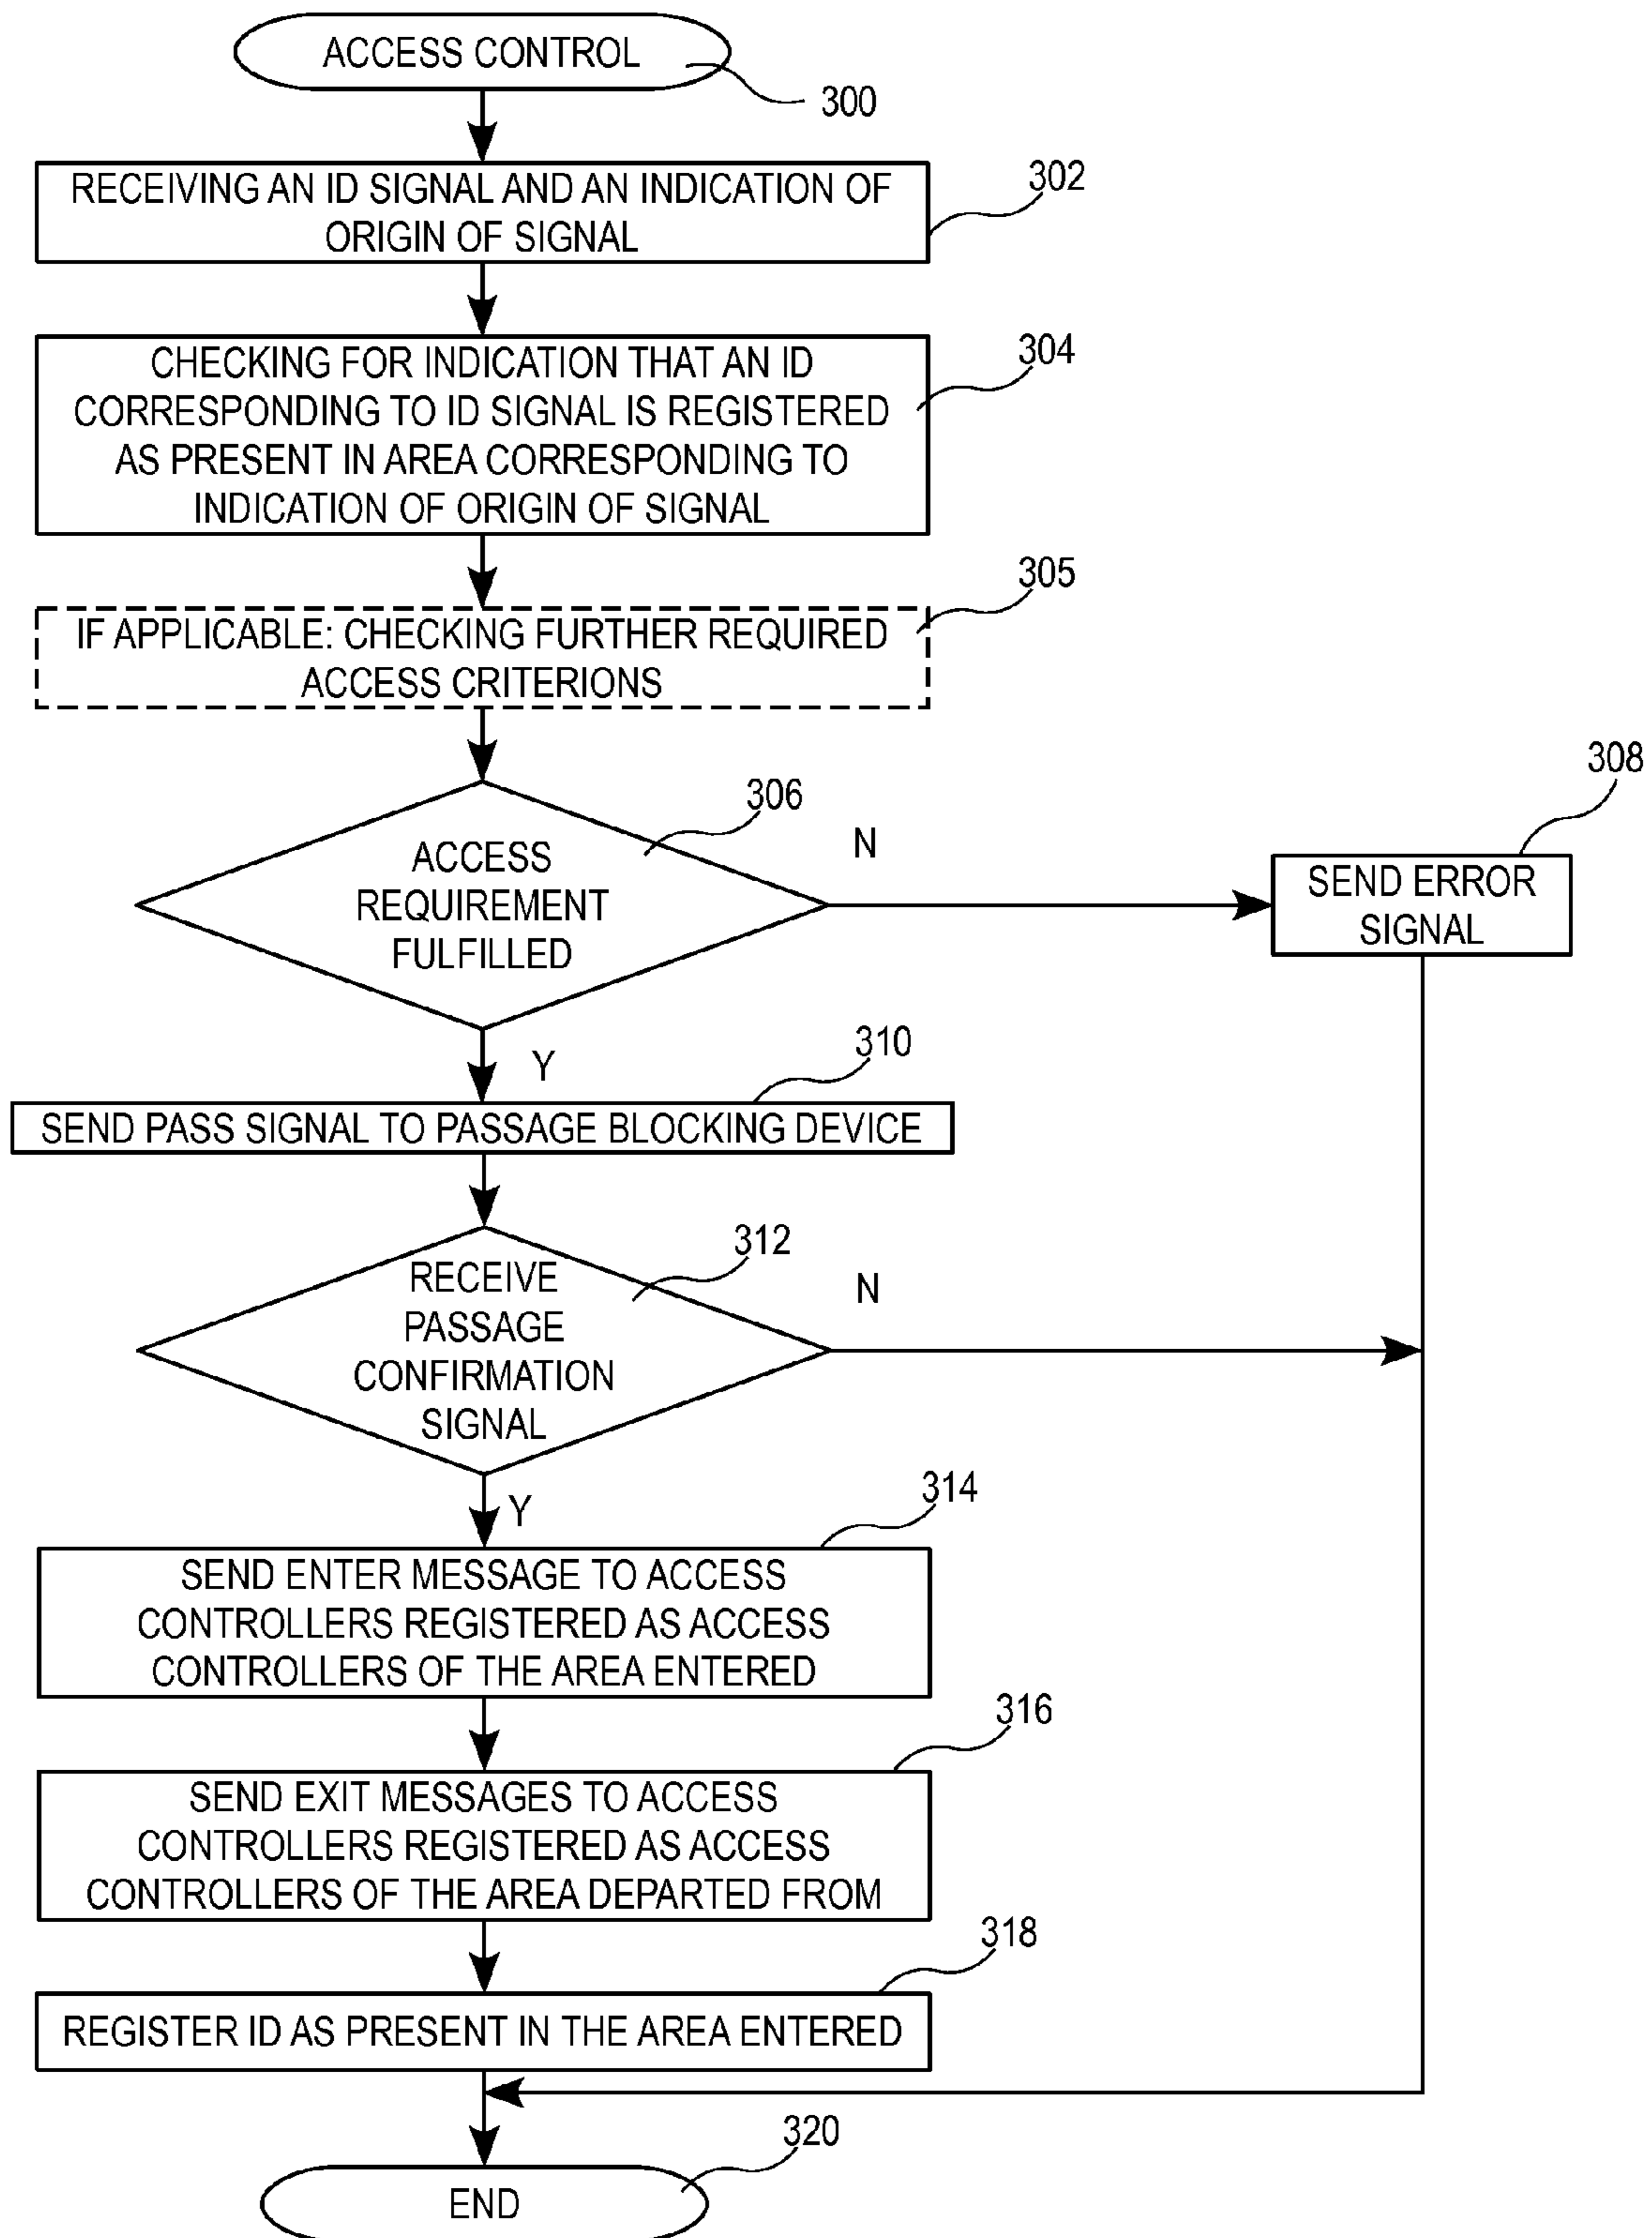 ACCESS CONTROL
300
RECEIVING AN ID SIGNAL AND AN INDICATION OF
ORIGIN OF SIGNAL
302
CHECKING FOR INDICATION THAT AN ID
CORRESPONDING TO ID SIGNAL IS REGISTERED
AS PRESENT IN AREA CORRESPONDING TO
INDICATION OF ORIGIN OF SIGNAL
304
IF APPLICABLE: CHECKING FURTHER REQUIRED
ACCESS CRITERIONS
305
ACCESS
REQUIREMENT
FULFILLED
306
N
SEND ERROR
SIGNAL
308
Y
SEND PASS SIGNAL TO PASSAGE BLOCKING DEVICE
310
RECEIVE
PASSAGE
CONFIRMATION
SIGNAL
312
N
Y
SEND ENTER MESSAGE TO ACCESS
CONTROLLERS REGISTERED AS ACCESS
CONTROLLERS OF THE AREA ENTERED
314
SEND EXIT MESSAGES TO ACCESS
CONTROLLERS REGISTERED AS ACCESS
CONTROLLERS OF THE AREA DEPARTED FROM
316
REGISTER ID AS PRESENT IN THE AREA ENTERED
318
END
320